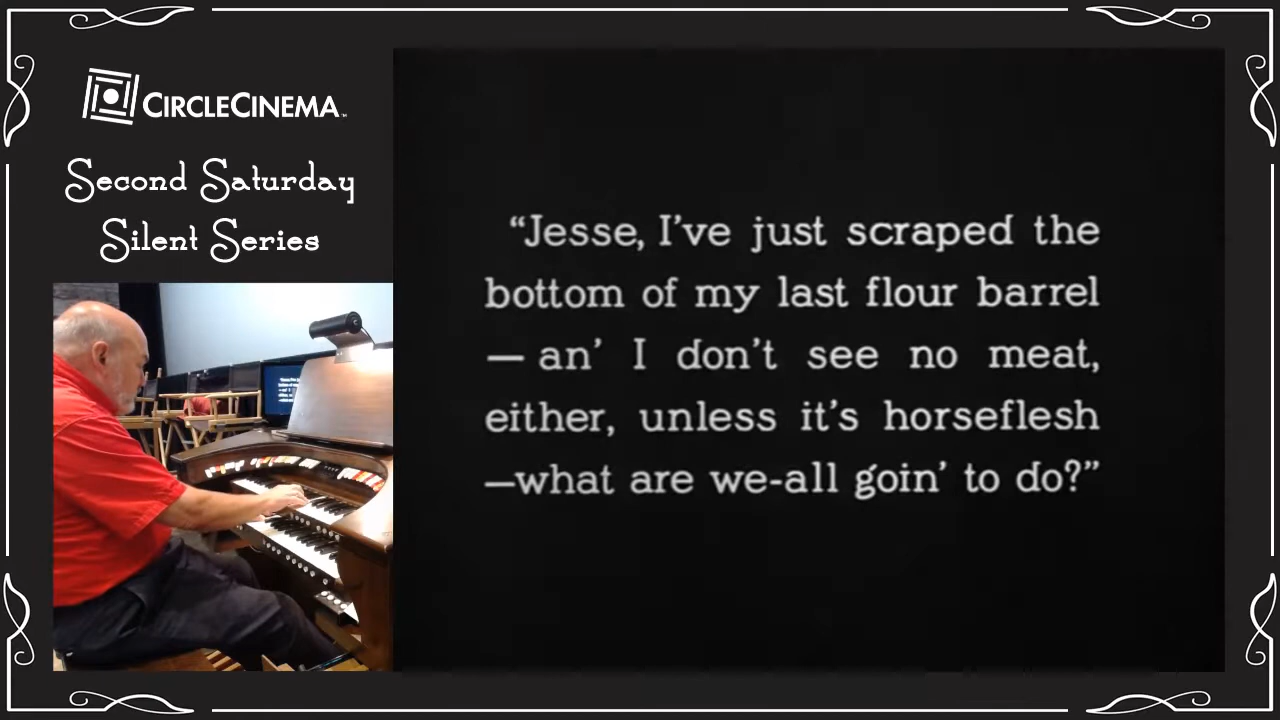 CIRCLECINEMA™
Second Saturday
Silent Series
“Jesse, I’ve just scraped the
bottom of my last flour barrel
— an’ I don’t see no meat,
either, unless it’s horseflesh
—what are we-all goin’ to do?”